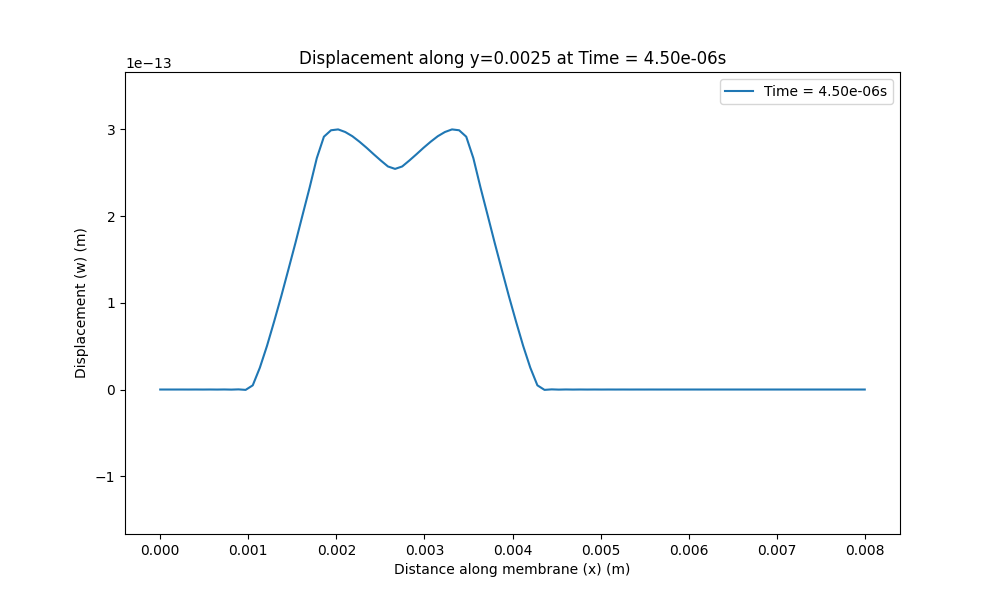 Displacement along y=0.0025 at Time = 4.50e-06s
1e−13
Time = 4.50e-06s
3
2
1
0
−1
Displacement (w) (m)
0.000 0.001 0.002 0.003 0.004 0.005 0.006 0.007 0.008
Distance along membrane (x) (m)